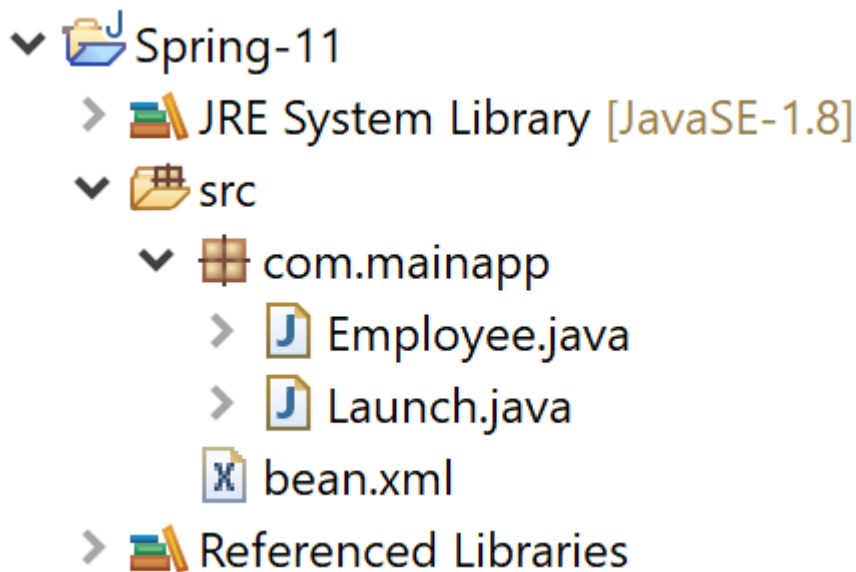 Spring-11
JRE System Library [JavaSE-1.8]
src
com.mainapp
Employee.java
Launch.java
bean.xml
Referenced Libraries